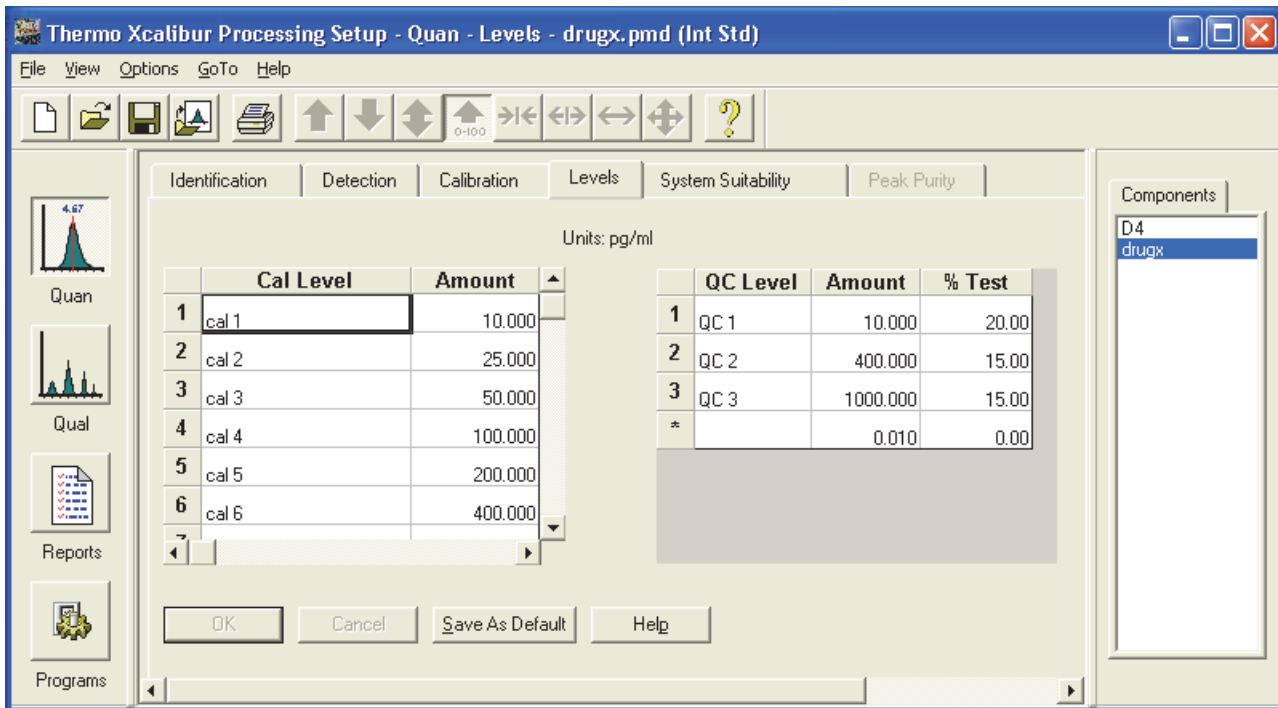 Thermo Xcalibur Processing Setup - Quan - Levels - drugx.pmd (Int Std)
File View Options GoTo Help
0-100
Identification Detection Calibration Levels System Suitability Peak Purity
Units: pg/ml
Cal Level Amount
1 cal 1 10.000
2 cal 2 25.000
3 cal 3 50.000
4 cal 4 100.000
5 cal 5 200.000
6 cal 6 400.000
QC Level Amount % Test
1 QC 1 10.000 20.00
2 QC 2 400.000 15.00
3 QC 3 1000.000 15.00
* 0.010 0.00
OK Cancel Save As Default Help
4.67
Quan
Qual
Reports
Programs
Components
D4
drugx